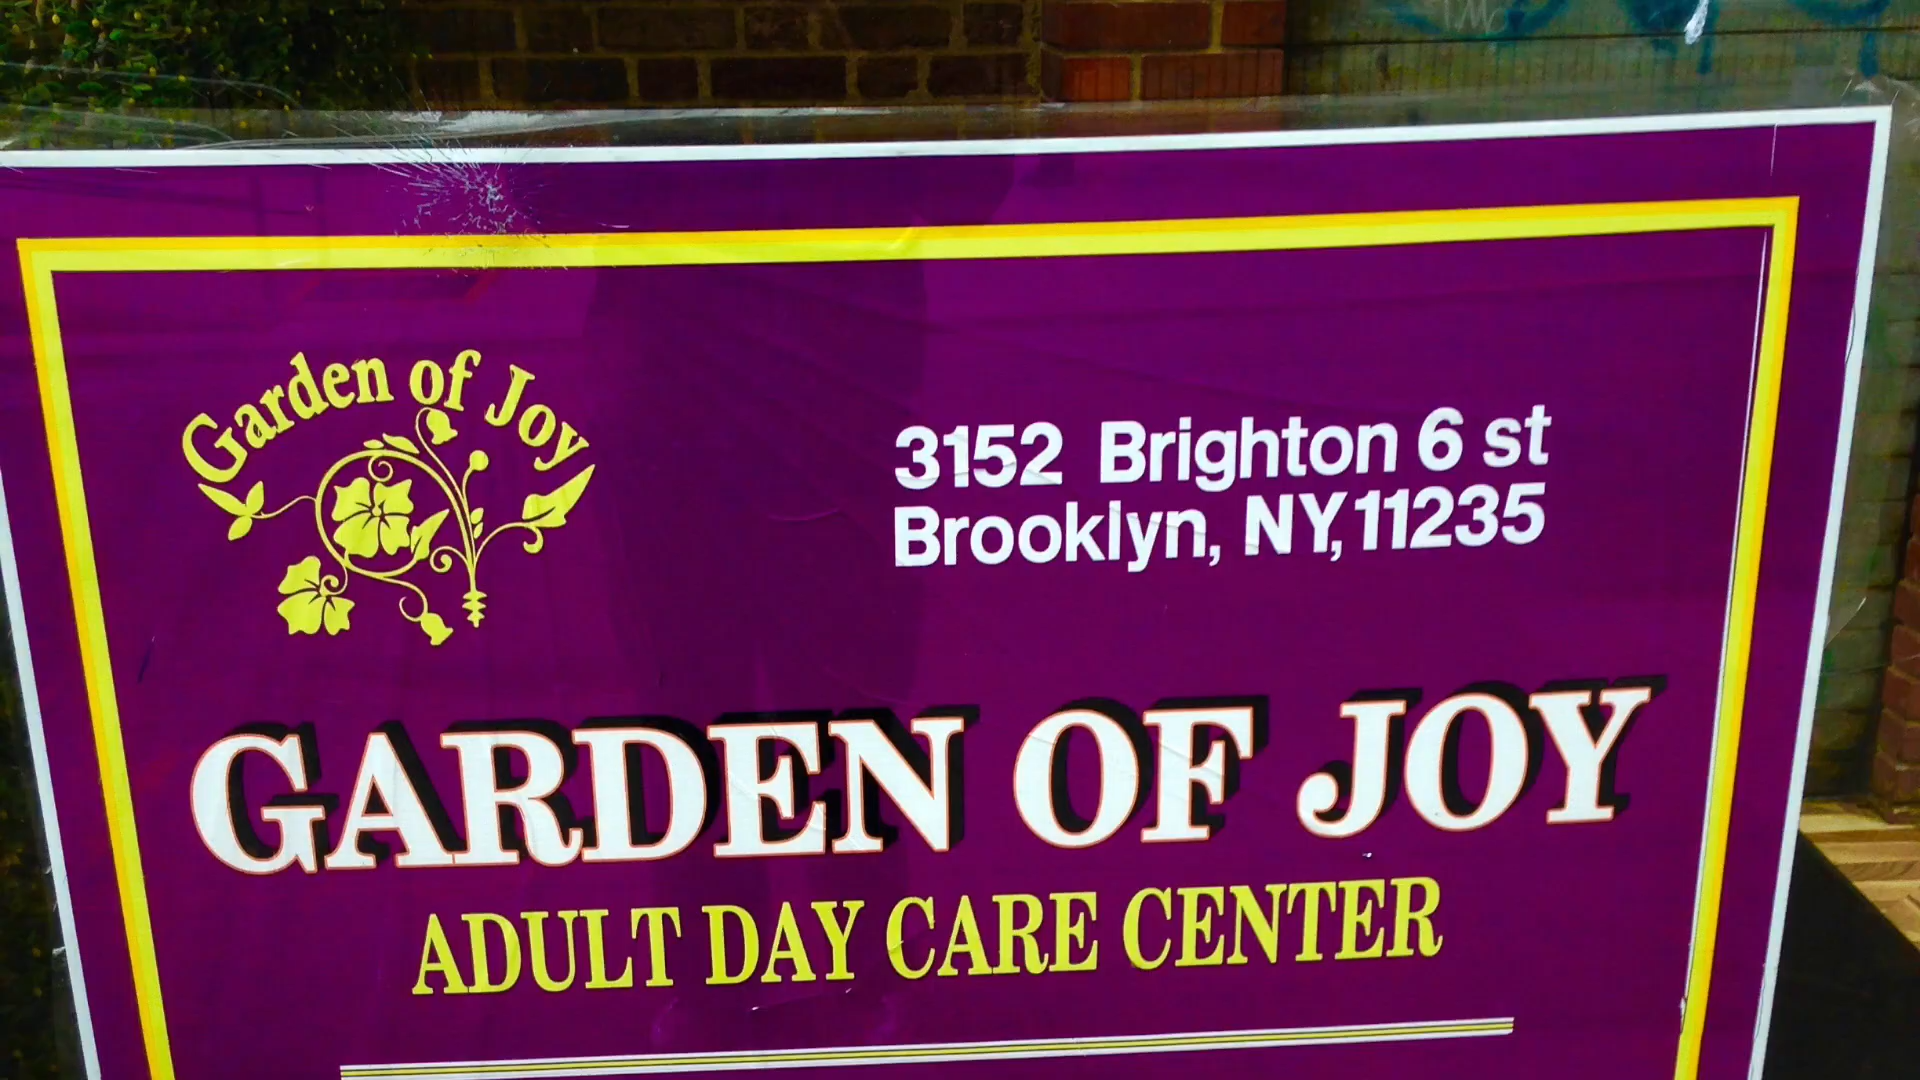 Garden of Joy
3152 Brighton 6 st
Brooklyn, NY, 11235
GARDEN OF JOY
ADULT DAY CARE CENTER